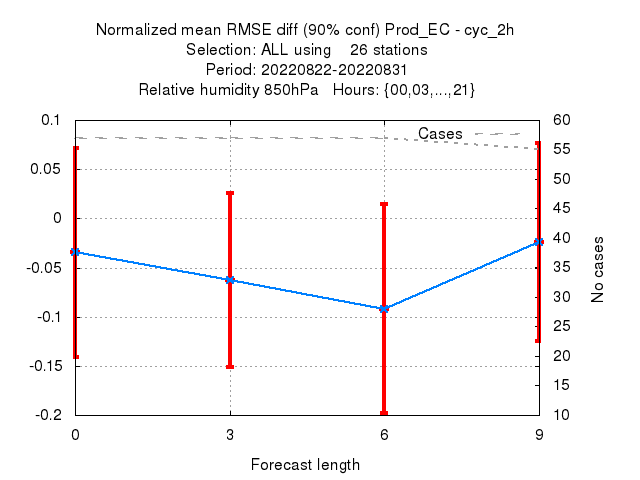 Normalized mean RMSE diff (90% conf) Prod_EC - cyc_2h
Selection: ALL using    26 stations
Period: 20220822-20220831
Relative humidity 850hPa   Hours: {00,03,...,21}
Cases
0.1
0.05
0
-0.05
-0.1
-0.15
-0.2
60
55
50
45
40
35
30
25
20
15
10
No cases
0 3 6 9
Forecast length